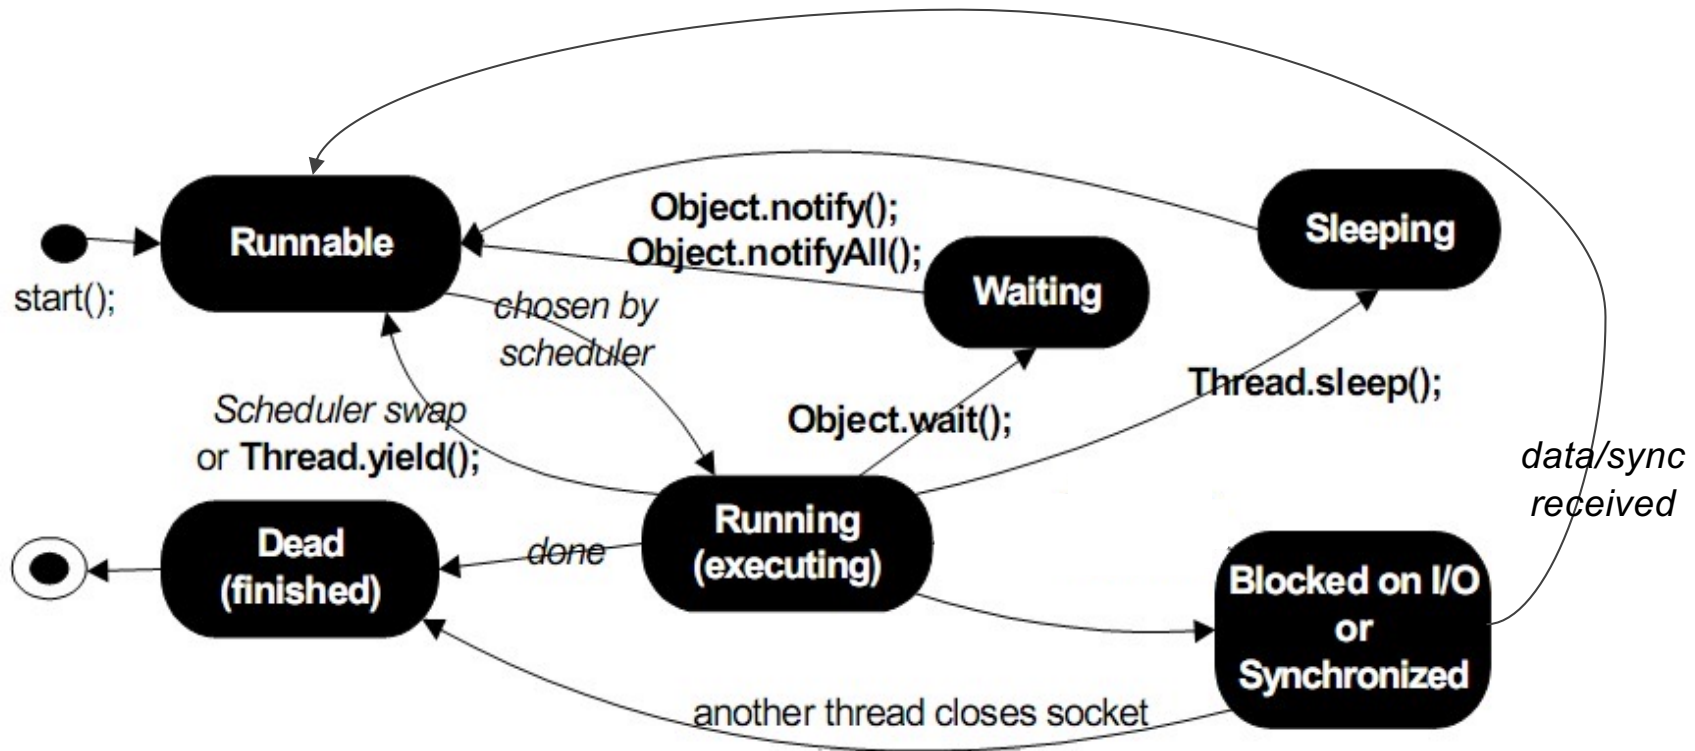 Object.notify();
Object.notifyAll();
Sleeping
Runnable
start();
Waiting
chosen by
scheduler
Thread.sleep();
Scheduler swap
or Thread.yield();
Object.wait();
data/sync
received
Running
(executing)
Dead
(finished)
done
Blocked on I/O
or
Synchronized
another thread closes socket